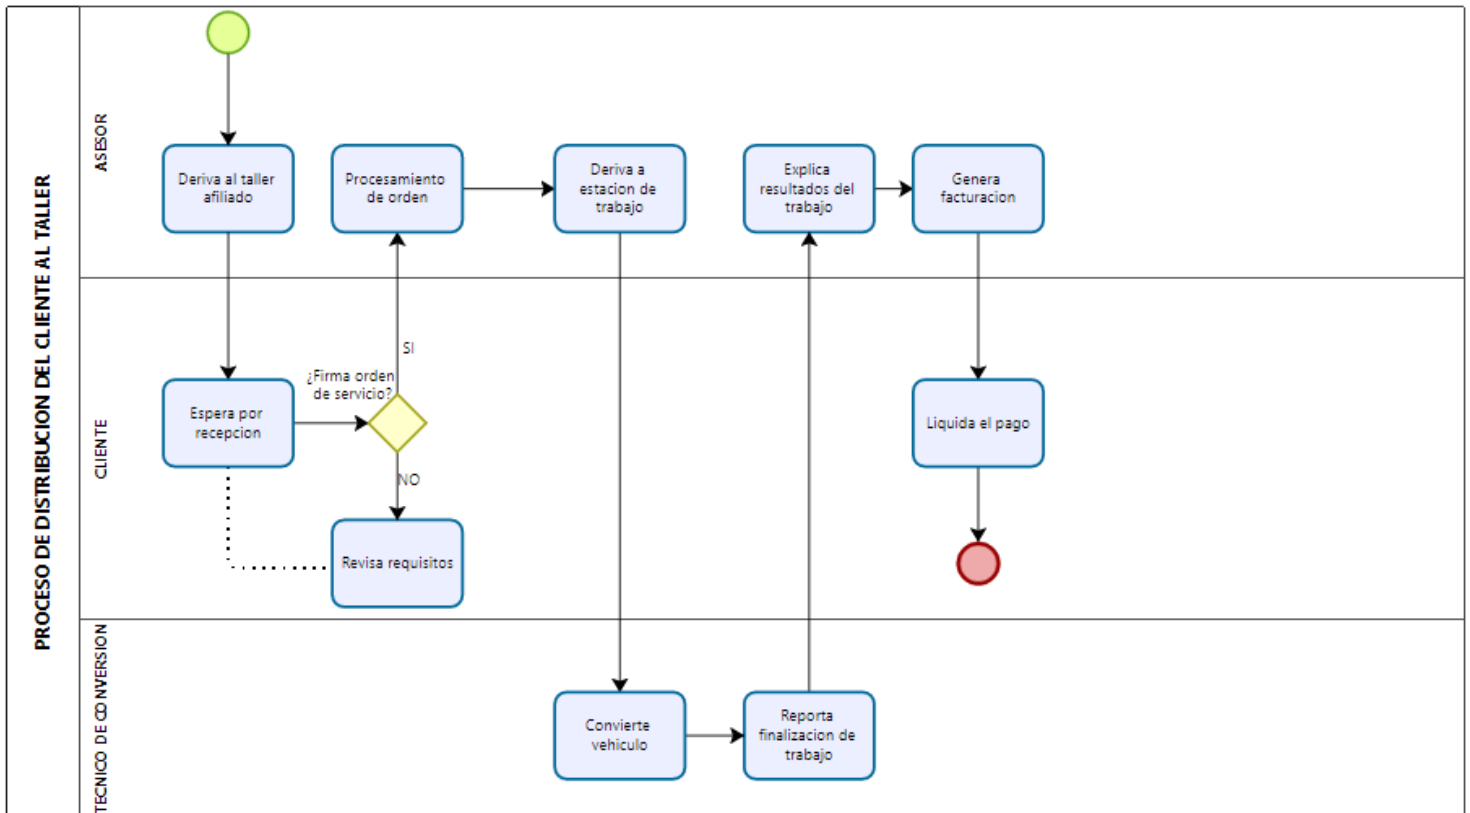 PROCESO DE DISTRIBUCION DEL CLIENTE AL TALLER
ASESOR
Deriva al taller
afiliado
Procesamiento
de orden
Deriva a
estacion de
trabajo
Explica
resultados del
trabajo
Genera
facturacion
CLIENTE
Espera por
recepcion
¿Firma orden
de servicio?
SI
NO
Revisa requisitos
Liquida el pago
TECNICO DE CONVERSION
Convierte
vehiculo
Reporta
finalizacion de
trabajo